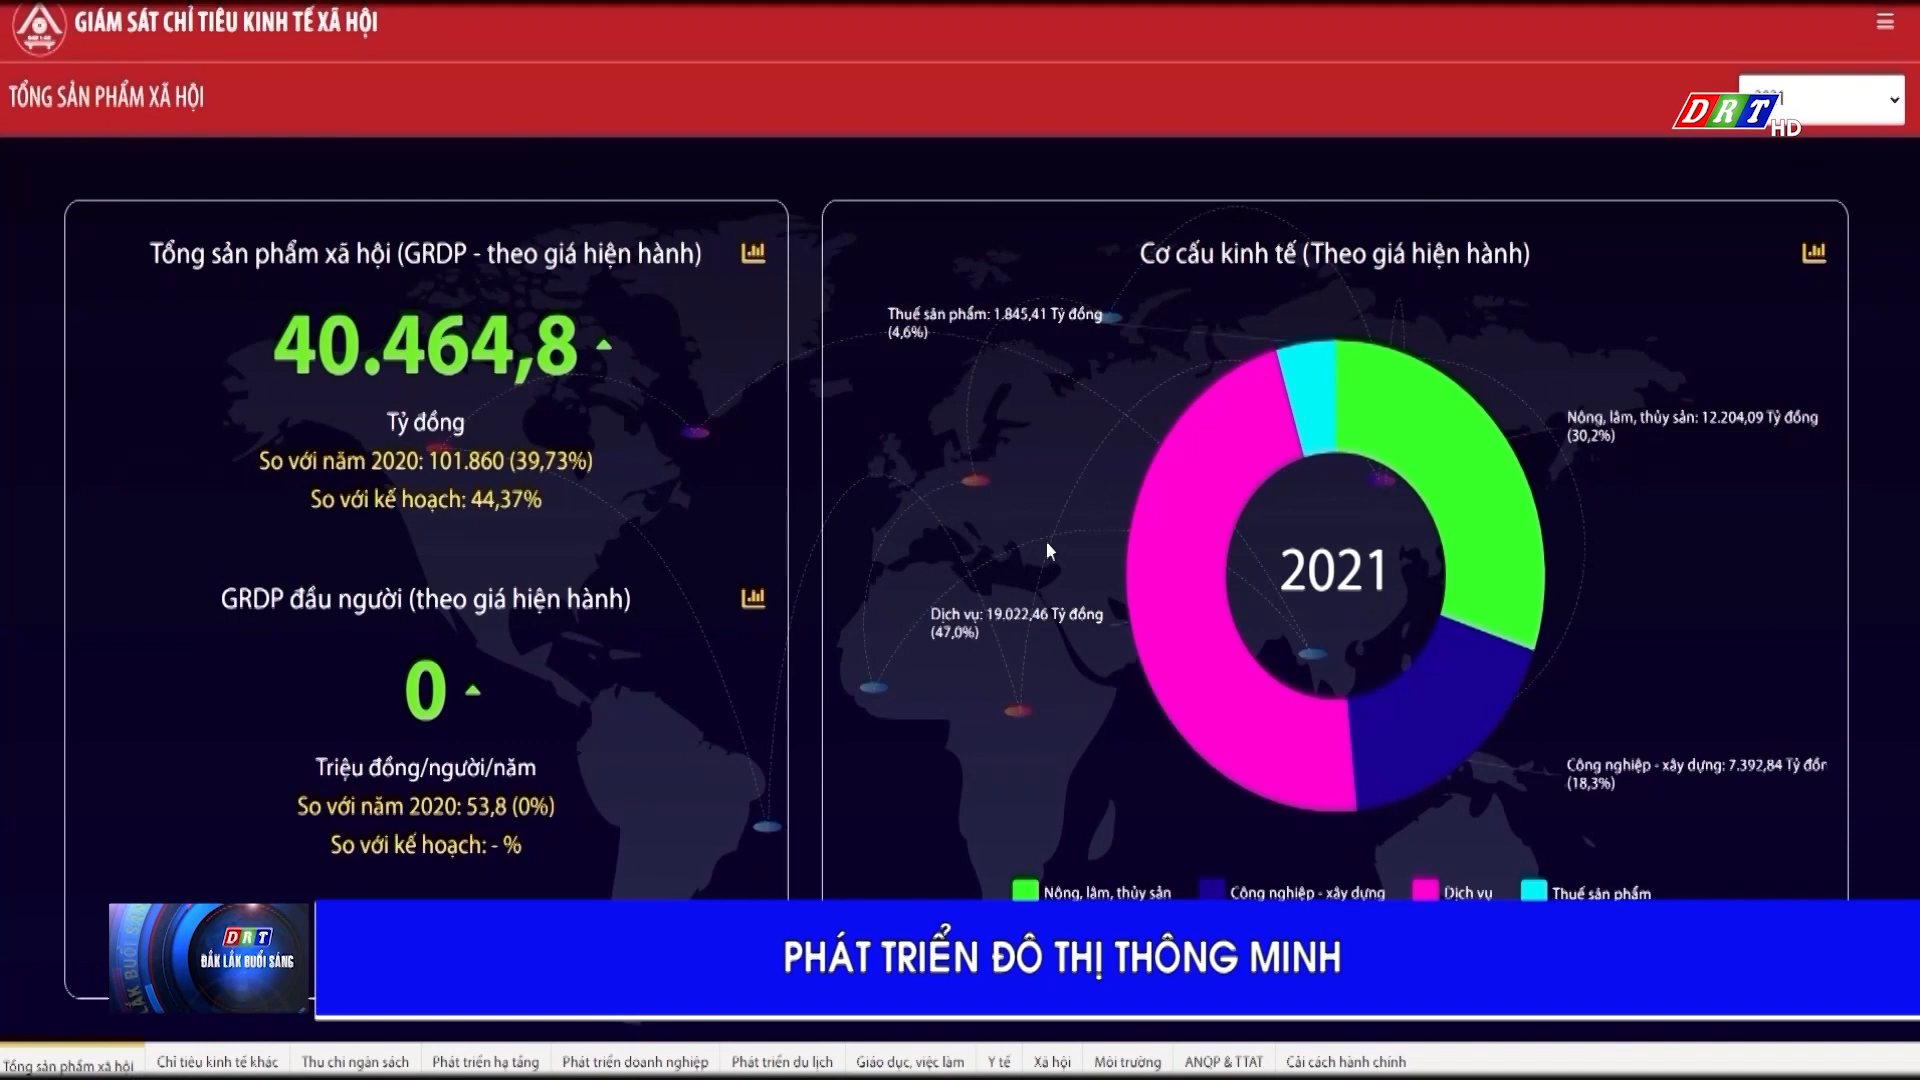 GIÁM SÁT CHỈ TIÊU KINH TẾ XÃ HỘI
TỔNG SẢN PHẨM XÃ HỘI
2021
DRT HD
Tổng sản phẩm xã hội (GRDP - theo giá hiện hành)
40.464,8
Tỷ đồng
So với năm 2020: 101.860 (39,73%)
So với kế hoạch: 44,37%
GRDP đầu người (theo giá hiện hành)
0
Triệu đồng/người/năm
So với năm 2020: 53,8 (0%)
So với kế hoạch: - %
Cơ cấu kinh tế (Theo giá hiện hành)
Thuế sản phẩm: 1.845,41 Tỷ đồng
(4,6%)
Nông, lâm, thủy sản: 12.204,09 Tỷ đồng
(30,2%)
2021
Dịch vụ: 19.022,46 Tỷ đồng
(47,0%)
Công nghiệp - xây dựng: 7.392,84 Tỷ đồn
(18,3%)
Nông, lâm, thủy sản Công nghiệp - xây dựng Dịch vụ Thuế sản phẩm
DRT
ĐẮK LẮK BUỔI SÁNG
PHÁT TRIỂN ĐÔ THỊ THÔNG MINH
Tổng sản phẩm xã hội Chỉ tiêu kinh tế khác Thu chi ngân sách Phát triển hạ tầng Phát triển doanh nghiệp Phát triển du lịch Giáo dục, việc làm Y tế Xã hội Môi trường ANQP & TTAT Cải cách hành chính